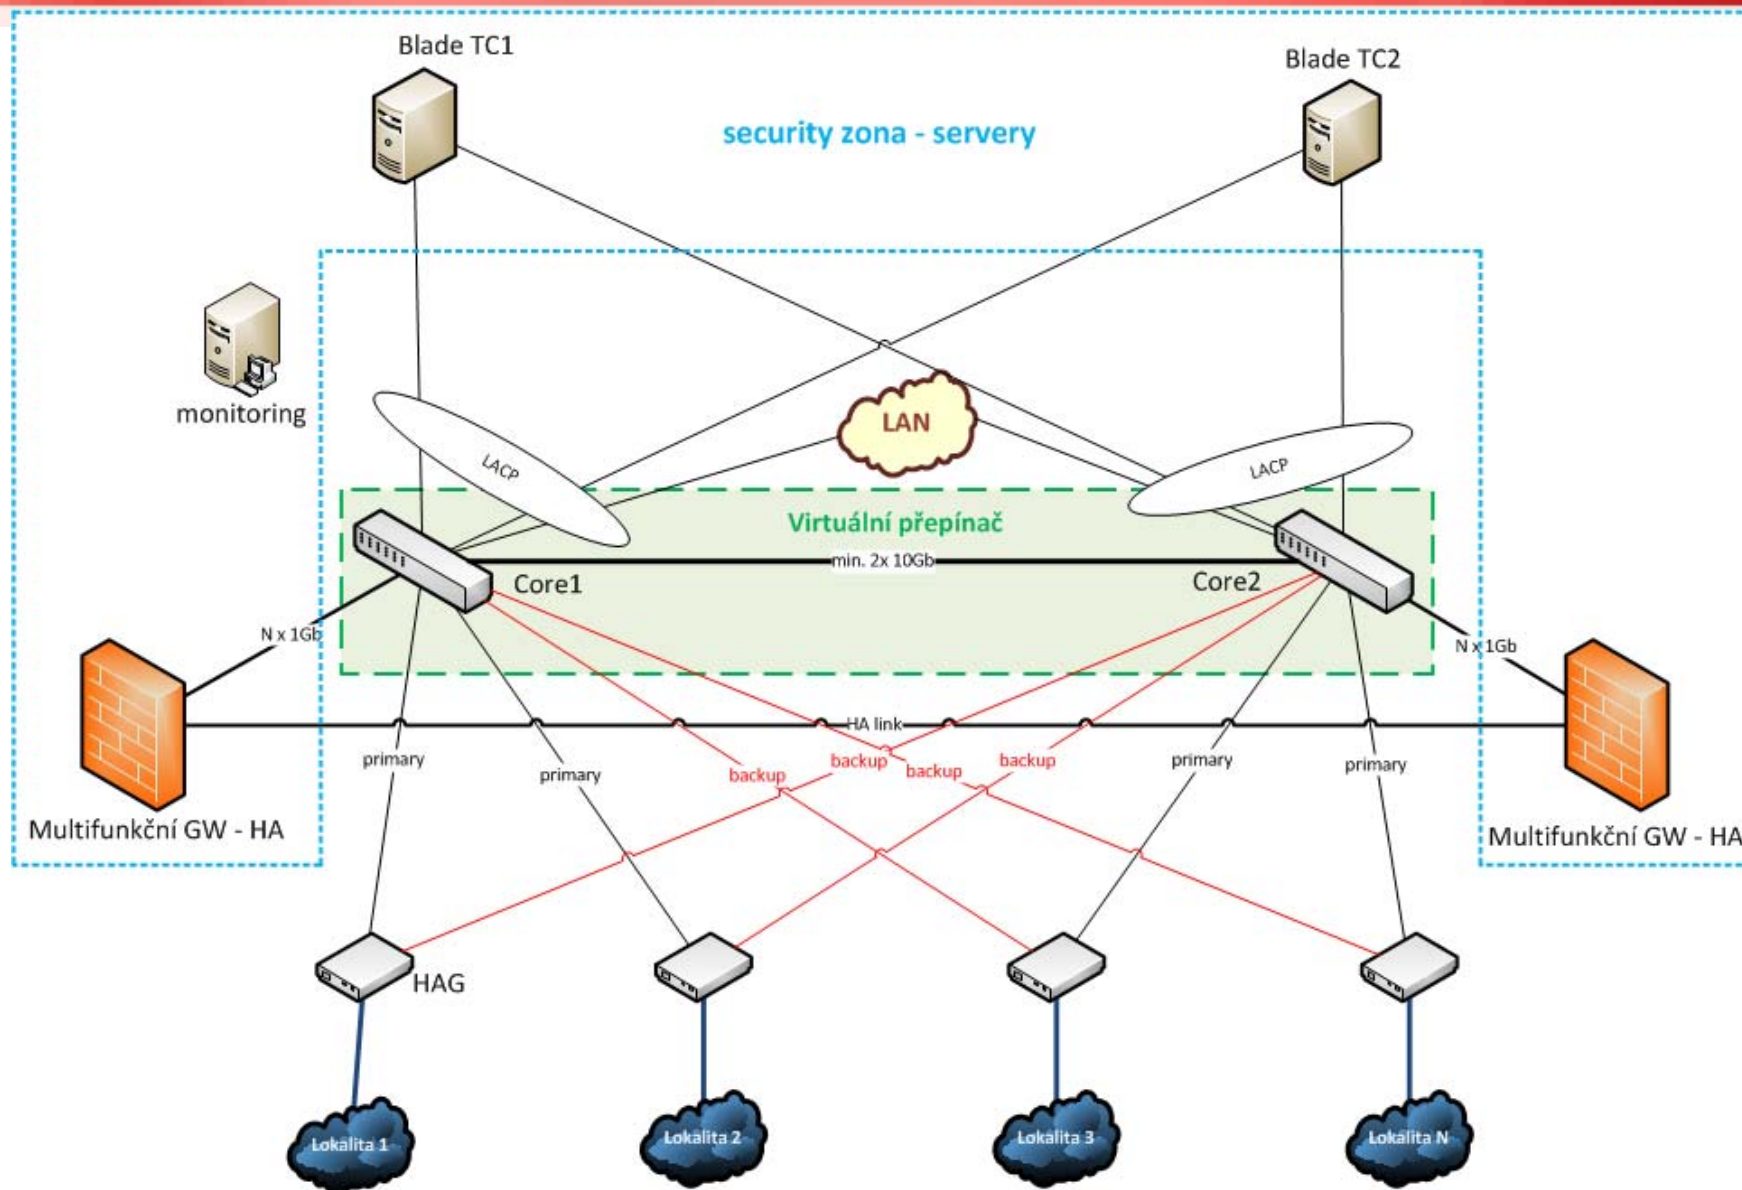 Blade TC1
Blade TC2
security zona - servery
monitoring
LAN
LACP
LACP
Virtuální přepínač
min. 2x 10Gb
Core1
Core2
N x 1Gb
N x 1Gb
HA link
primary
primary
backup
backup
backup
backup
primary
primary
Multifunkční GW - HA
Multifunkční GW - HA
HAG
Lokalita 1
Lokalita 2
Lokalita 3
Lokalita N